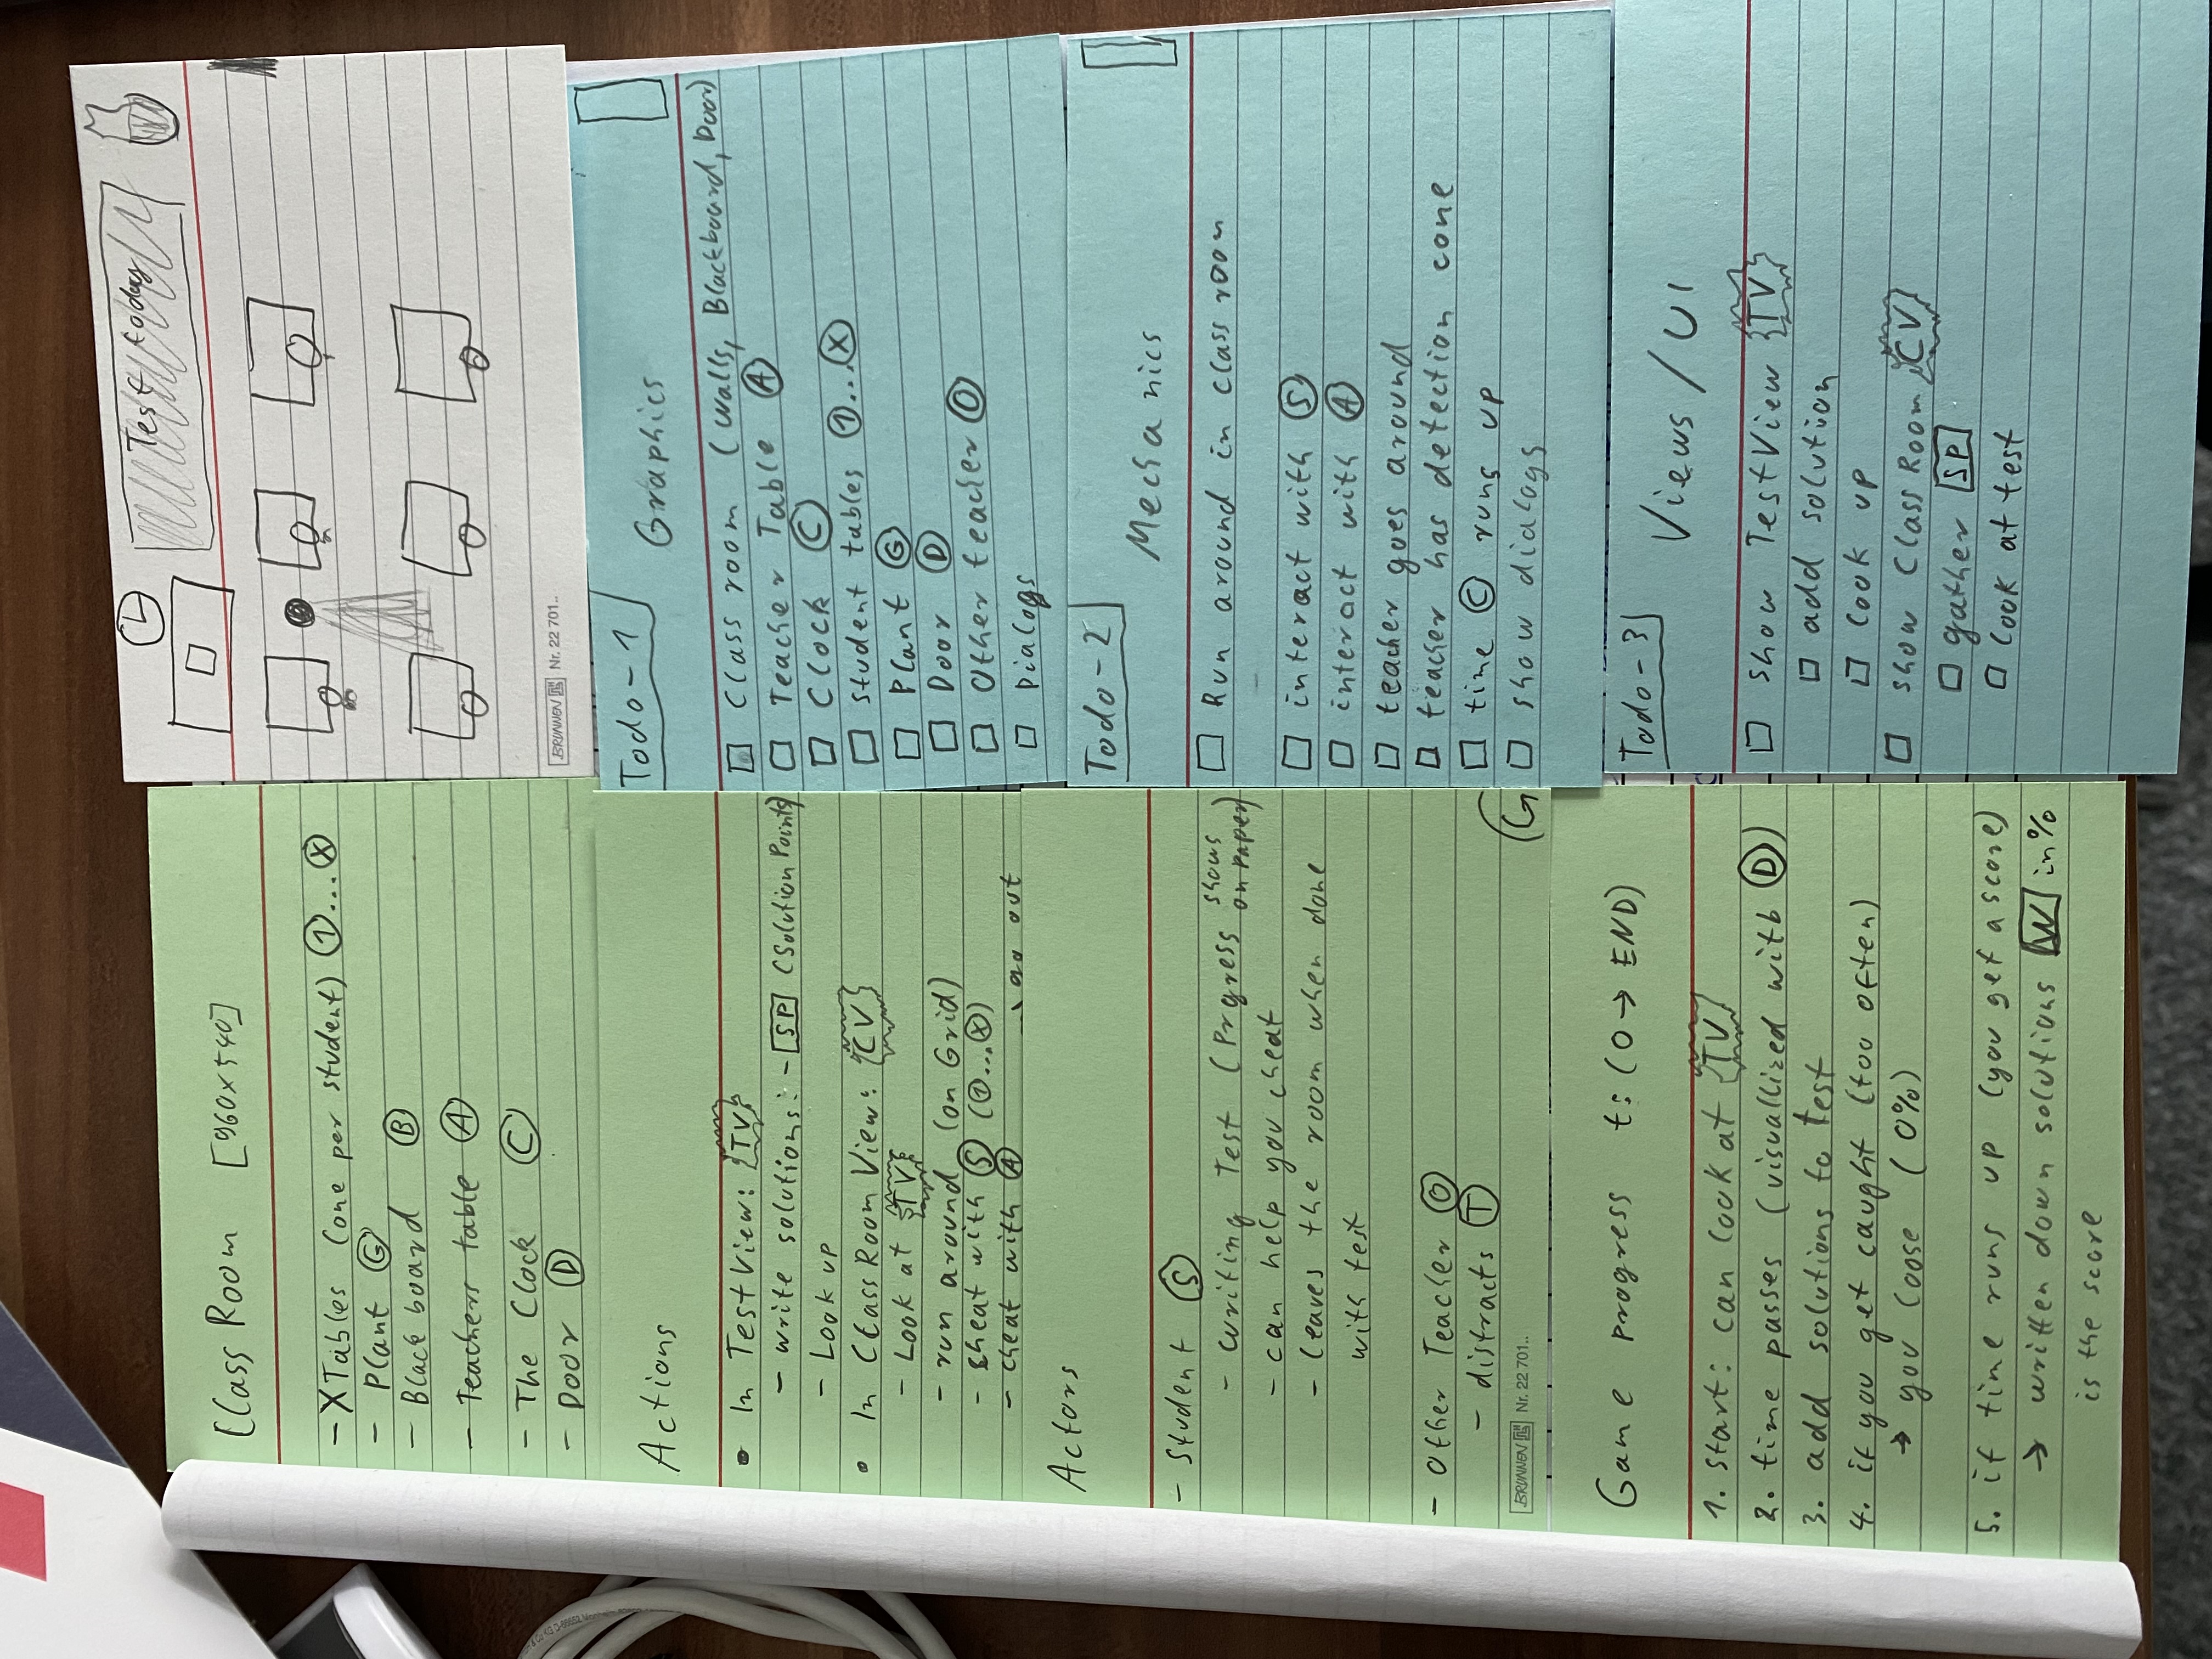 Class Room [960x540]
- X Tables (one per student) ① ... Ⓧ
- Plant Ⓖ
- Black board Ⓑ
- Teachers table Ⓐ
- The Clock Ⓒ
- Door Ⓓ
Actions
• In TestView: TV
- write solutions: - SP (Solution Points)
- Look up
• In ClassRoom View: CV
- Look at TV
- run around (on Grid)
- cheat with Ⓢ (①...Ⓧ)
- cheat with Ⓐ go out
Actors
- Student Ⓢ
- writing Test (Prgress shows on paper)
- can help you cheat
- leaves the room when done
with test
- Other Teacher Ⓞ
- distracts Ⓣ
BRUNNEN Nr. 22 701..
G
Game progress t: (0 → END)
1. start: can look at TV
2. time passes (visuallized witb Ⓓ)
3. add solutions to test
4. if you get caught (too often)
→ you loose (0%)
5. if time runs up (you get a score)
→ written down solutions W in %
is the score
Test today
BRUNNEN Nr. 22 701..
Todo-1
Graphics
□ Class room (walls, Blackboard, Door)
□ Teacher Table Ⓐ
□ Clock Ⓒ
□ student tables ①...Ⓧ
□ Plant Ⓖ
□ Door Ⓓ
□ Other teacher Ⓞ
□ Dialogs
Todo-2
Mechanics
□ Run around in class room
□ interact with Ⓢ
□ interact with Ⓐ
□ teacher goes around
□ teacher has detection cone
□ time Ⓒ runs up
□ show dialogs
Todo-3
Views / UI
□ show TestView TV
□ add solution
□ look up
□ show ClassRoom CV
□ gather SP
□ look at test